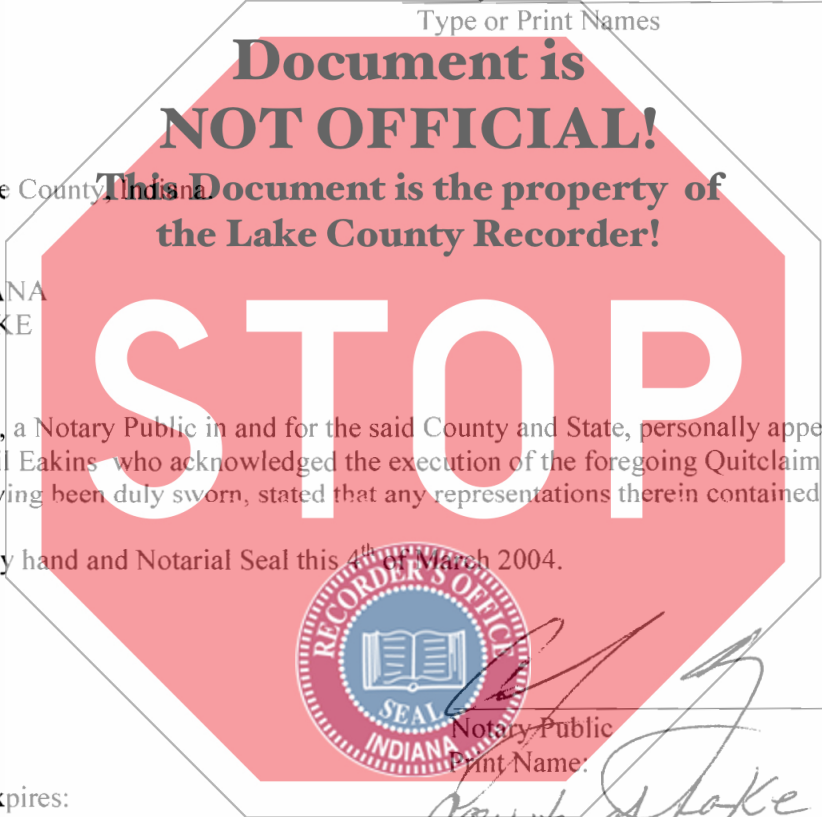 Type or Print Names
Document is
NOT OFFICIAL!
e County, Indiana.
This Document is the property of
the Lake County Recorder!
ANA
KE
STOP
, a Notary Public in and for the said County and State, personally appe
l Eakins who acknowledged the execution of the foregoing Quitclaim
ving been duly sworn, stated that any representations therein contained
y hand and Notarial Seal this 4th of March 2004.
RECORDER'S OFFICE
SEAL
INDIANA
Notary Public
Print Name:
xpires: